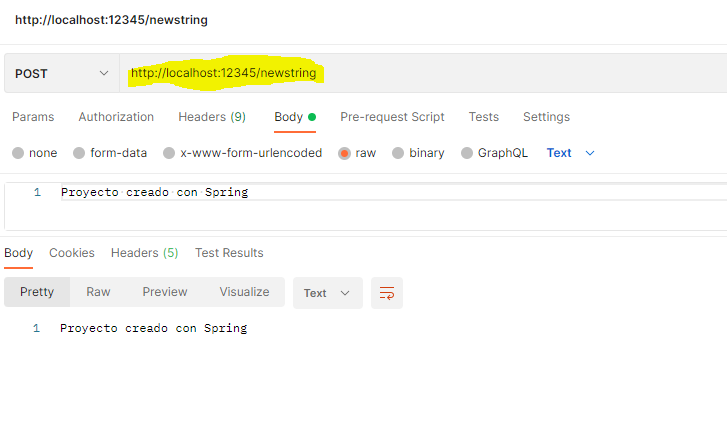 http://localhost:12345/newstring
POST http://localhost:12345/newstring
Params Authorization Headers (9) Body Pre-request Script Tests Settings
none form-data x-www-form-urlencoded raw binary GraphQL Text
1 Proyecto creado con Spring
Body Cookies Headers (5) Test Results
Pretty Raw Preview Visualize Text
1 Proyecto creado con Spring